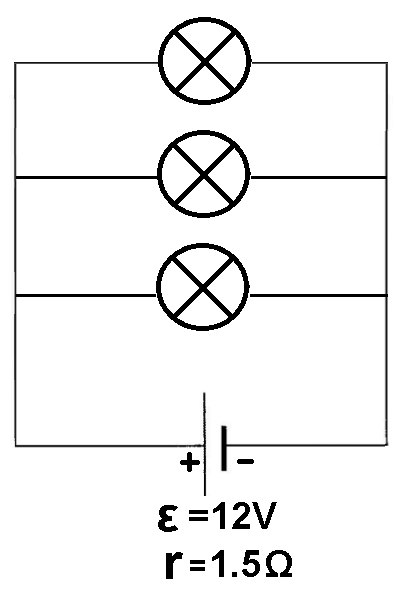 + −
ε =12V
r =1.5Ω